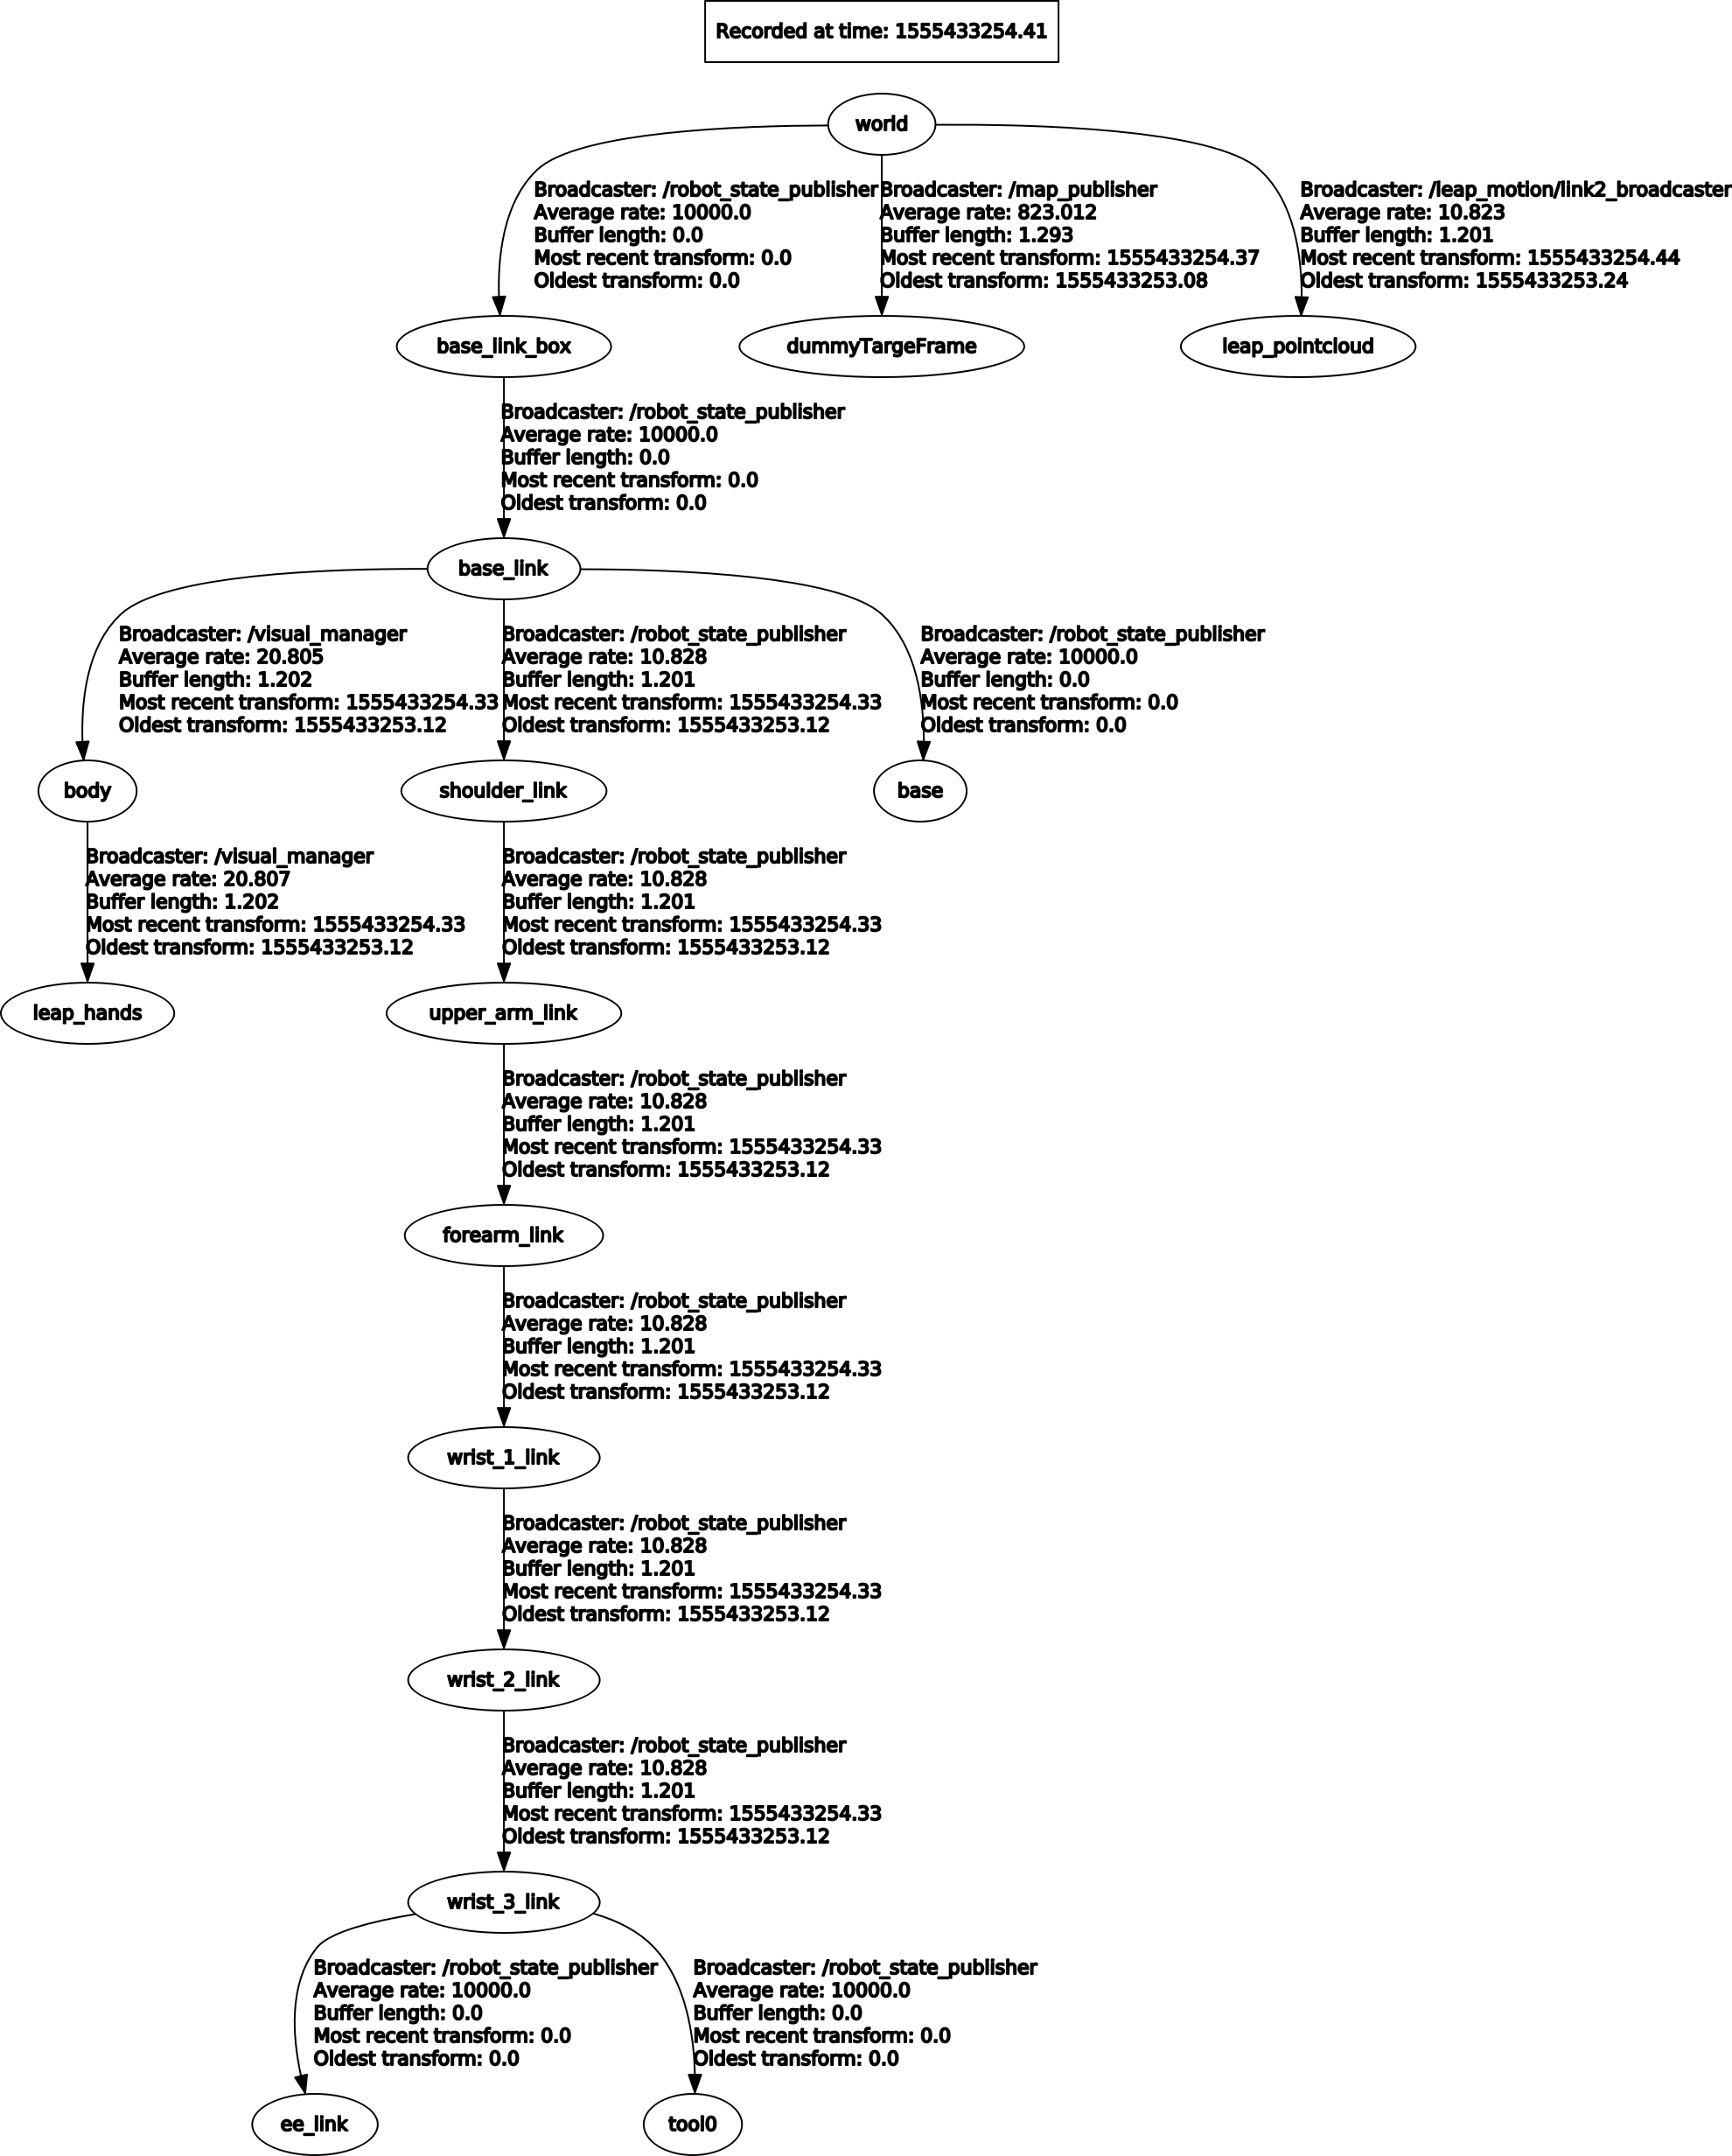 Recorded at time: 1555433254.41
world
Broadcaster: /robot_state_publisher
Average rate: 10000.0
Buffer length: 0.0
Most recent transform: 0.0
Oldest transform: 0.0
Broadcaster: /map_publisher
Average rate: 823.012
Buffer length: 1.293
Most recent transform: 1555433254.37
Oldest transform: 1555433253.08
Broadcaster: /leap_motion/link2_broadcaster
Average rate: 10.823
Buffer length: 1.201
Most recent transform: 1555433254.44
Oldest transform: 1555433253.24
base_link_box
dummyTargeFrame
leap_pointcloud
Broadcaster: /robot_state_publisher
Average rate: 10000.0
Buffer length: 0.0
Most recent transform: 0.0
Oldest transform: 0.0
base_link
Broadcaster: /visual_manager
Average rate: 20.805
Buffer length: 1.202
Most recent transform: 1555433254.33
Oldest transform: 1555433253.12
Broadcaster: /robot_state_publisher
Average rate: 10.828
Buffer length: 1.201
Most recent transform: 1555433254.33
Oldest transform: 1555433253.12
Broadcaster: /robot_state_publisher
Average rate: 10000.0
Buffer length: 0.0
Most recent transform: 0.0
Oldest transform: 0.0
body
shoulder_link
base
Broadcaster: /visual_manager
Average rate: 20.807
Buffer length: 1.202
Most recent transform: 1555433254.33
Oldest transform: 1555433253.12
Broadcaster: /robot_state_publisher
Average rate: 10.828
Buffer length: 1.201
Most recent transform: 1555433254.33
Oldest transform: 1555433253.12
leap_hands
upper_arm_link
Broadcaster: /robot_state_publisher
Average rate: 10.828
Buffer length: 1.201
Most recent transform: 1555433254.33
Oldest transform: 1555433253.12
forearm_link
Broadcaster: /robot_state_publisher
Average rate: 10.828
Buffer length: 1.201
Most recent transform: 1555433254.33
Oldest transform: 1555433253.12
wrist_1_link
Broadcaster: /robot_state_publisher
Average rate: 10.828
Buffer length: 1.201
Most recent transform: 1555433254.33
Oldest transform: 1555433253.12
wrist_2_link
Broadcaster: /robot_state_publisher
Average rate: 10.828
Buffer length: 1.201
Most recent transform: 1555433254.33
Oldest transform: 1555433253.12
wrist_3_link
Broadcaster: /robot_state_publisher
Average rate: 10000.0
Buffer length: 0.0
Most recent transform: 0.0
Oldest transform: 0.0
Broadcaster: /robot_state_publisher
Average rate: 10000.0
Buffer length: 0.0
Most recent transform: 0.0
Oldest transform: 0.0
ee_link
tool0